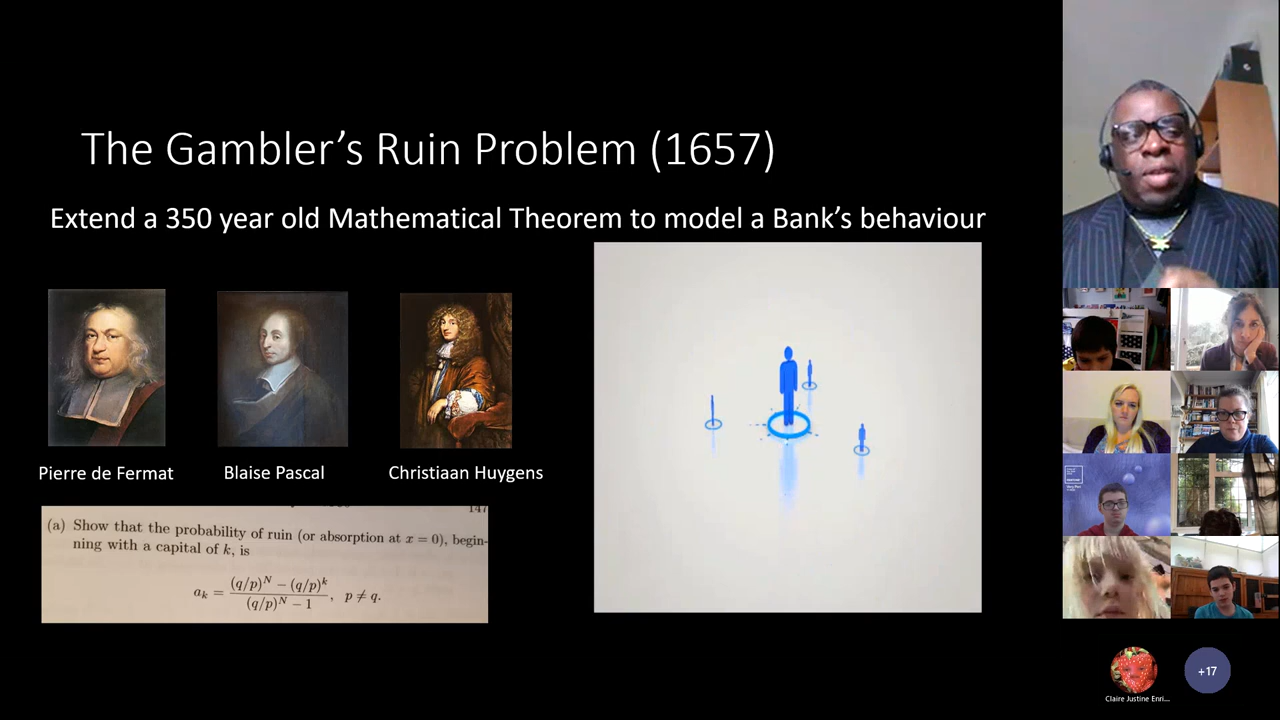 The Gambler’s Ruin Problem (1657)
Extend a 350 year old Mathematical Theorem to model a Bank’s behaviour
Pierre de Fermat
Blaise Pascal
Christiaan Huygens
147
(a) Show that the probability of ruin (or absorption at x = 0), begin-
ning with a capital of k, is
a_k = ((q/p)^N − (q/p)^k) / ((q/p)^N − 1), p ≠ q.
+17
Claire Justine Enri...